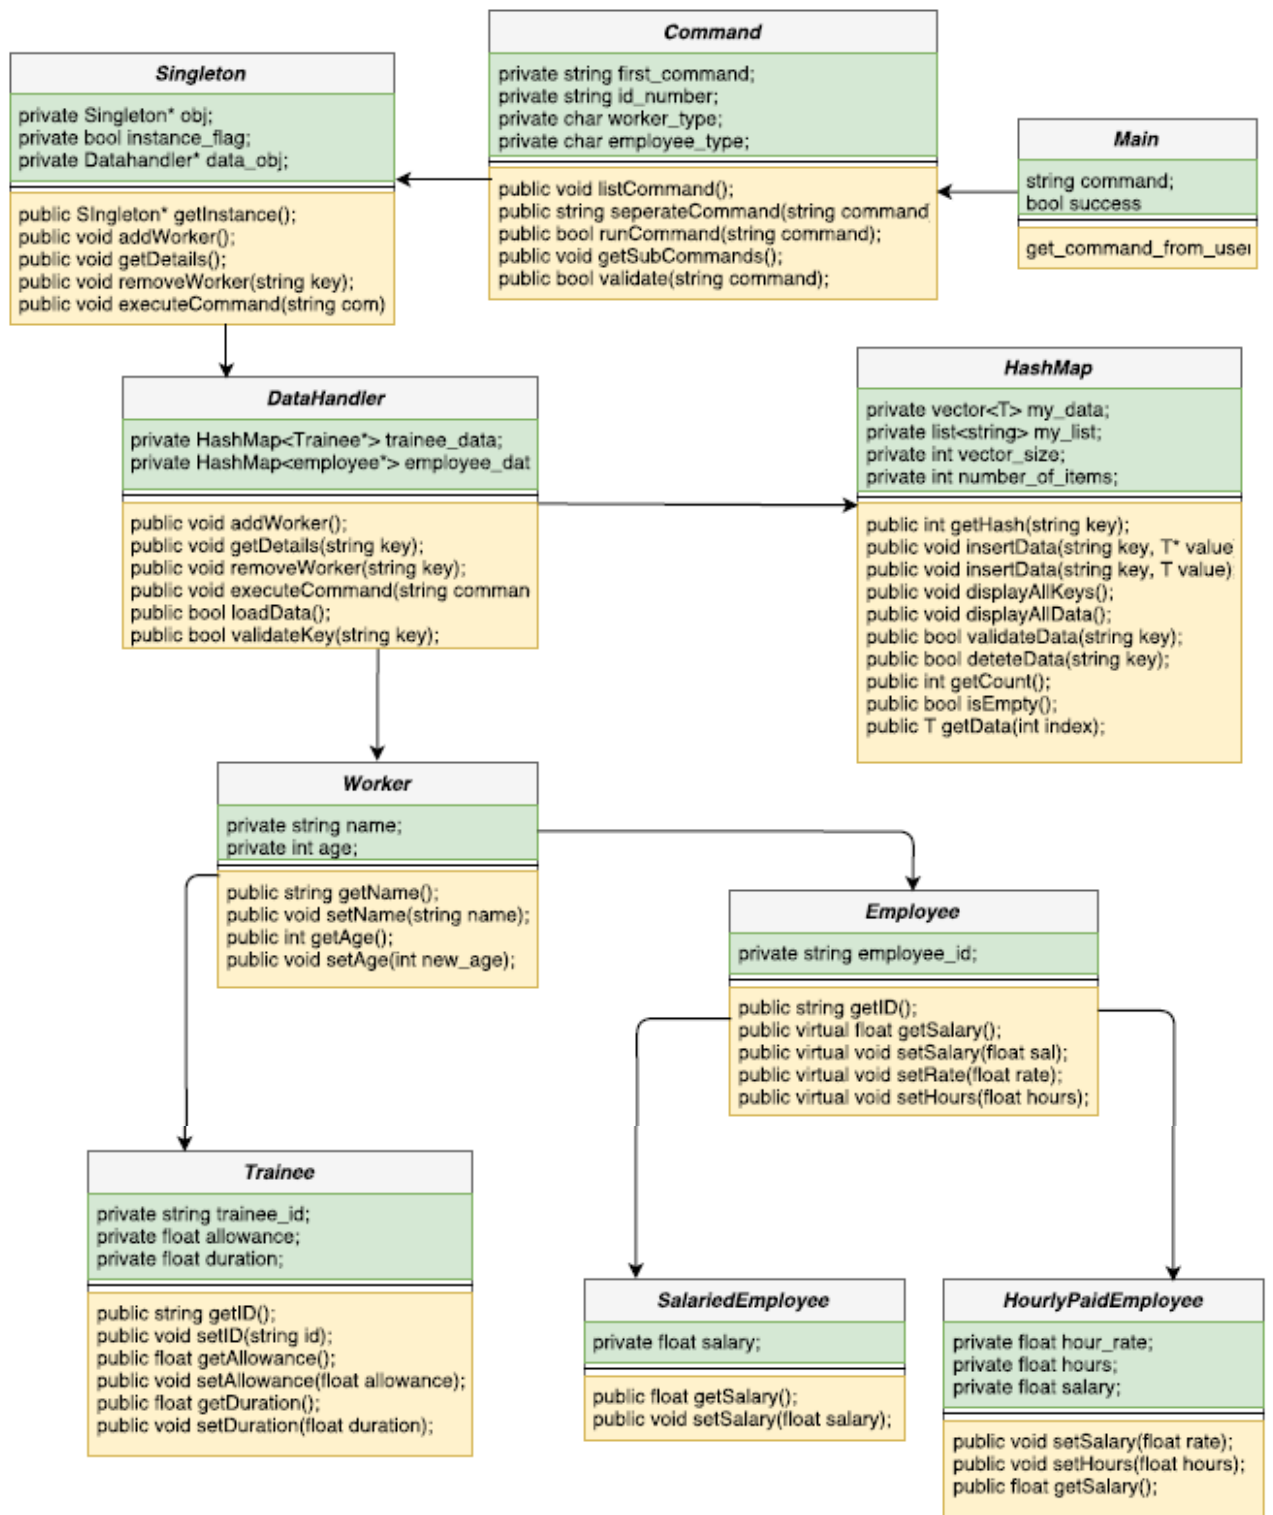 Singleton
private Singleton* obj;
private bool instance_flag;
private Datahandler* data_obj;
public SIngleton* getInstance();
public void addWorker();
public void getDetails();
public void removeWorker(string key);
public void executeCommand(string com)
Command
private string first_command;
private string id_number;
private char worker_type;
private char employee_type;
public void listCommand();
public string seperateCommand(string command
public bool runCommand(string command);
public void getSubCommands();
public bool validate(string command);
Main
string command;
bool success
get_command_from_user
DataHandler
private HashMap<Trainee*> trainee_data;
private HashMap<employee*> employee_dat
public void addWorker();
public void getDetails(string key);
public void removeWorker(string key);
public void executeCommand(string comman
public bool loadData();
public bool validateKey(string key);
HashMap
private vector<T> my_data;
private list<string> my_list;
private int vector_size;
private int number_of_items;
public int getHash(string key);
public void insertData(string key, T* value)
public void insertData(string key, T value);
public void displayAllKeys();
public void displayAllData();
public bool validateData(string key);
public bool deteteData(string key);
public int getCount();
public bool isEmpty();
public T getData(int index);
Worker
private string name;
private int age;
public string getName();
public void setName(string name);
public int getAge();
public void setAge(int new_age);
Employee
private string employee_id;
public string getID();
public virtual float getSalary();
public virtual void setSalary(float sal);
public virtual void setRate(float rate);
public virtual void setHours(float hours);
Trainee
private string trainee_id;
private float allowance;
private float duration;
public string getID();
public void setID(string id);
public float getAllowance();
public void setAllowance(float allowance);
public float getDuration();
public void setDuration(float duration);
SalariedEmployee
private float salary;
public float getSalary();
public void setSalary(float salary);
HourlyPaidEmployee
private float hour_rate;
private float hours;
private float salary;
public void setSalary(float rate);
public void setHours(float hours);
public float getSalary();